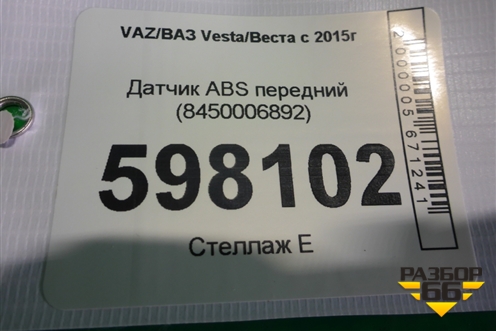 VAZ/ВАЗ Vesta/Веста с 2015г
Датчик ABS передний
(8450006892)
598102
Стеллаж Е
2000005671241
РАЗБОР
66